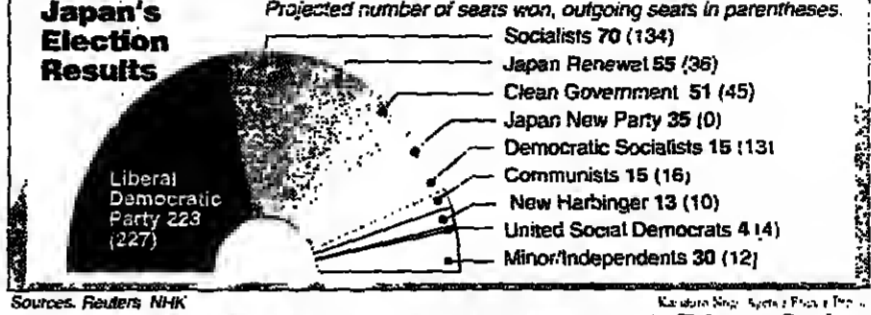 Japan's
Election
Results
Projected number of seats won, outgoing seats in parentheses.
Socialists 70 (134)
Japan Renewal 55 (36)
Clean Government 51 (45)
Japan New Party 35 (0)
Democratic Socialists 15 (13)
Communists 15 (16)
New Harbinger 13 (10)
United Social Democrats 4 (4)
Minor/Independents 30 (12)
Liberal
Democratic
Party 223
(227)
Sources. Reuters NHK